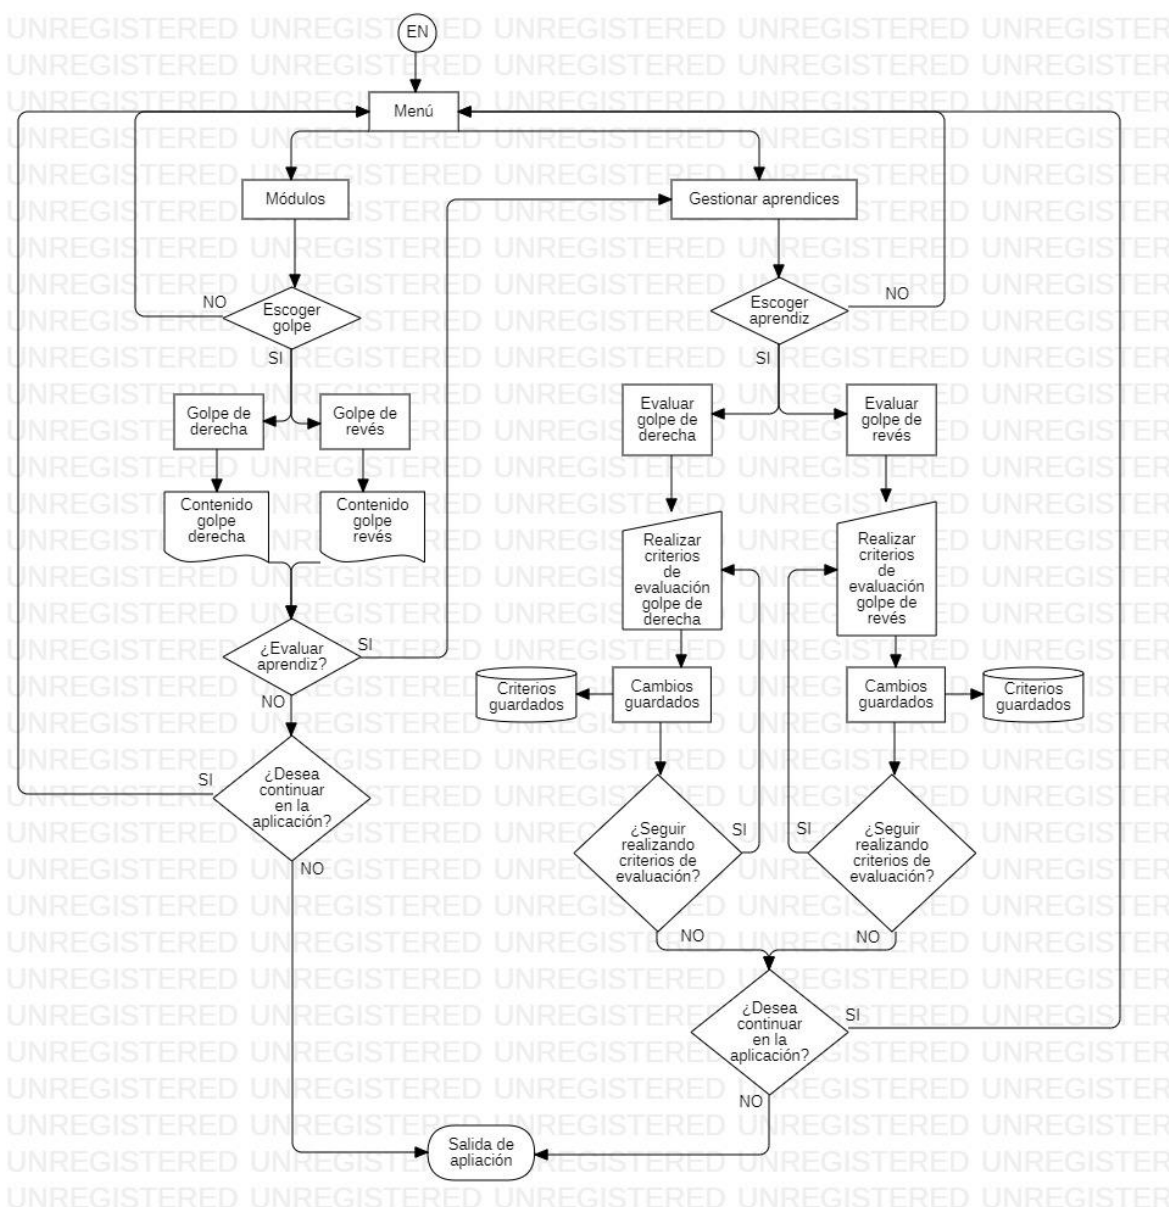 EN
Menú
Módulos
Gestionar aprendices
Escoger
golpe
NO
SI
Escoger
aprendiz
NO
SI
Golpe de
derecha
Golpe de
revés
Contenido
golpe
derecha
Contenido
golpe
revés
¿Evaluar
aprendiz?
SI
NO
¿Desea
continuar
en la
aplicación?
SI
NO
Evaluar
golpe de
derecha
Evaluar
golpe de
revés
Realizar
criterios
de
evaluación
golpe de
derecha
Realizar
criterios
de
evaluación
golpe de
revés
Criterios
guardados
Cambios
guardados
Cambios
guardados
Criterios
guardados
¿Seguir
realizando
criterios de
evaluación?
SI
NO
SI
¿Seguir
realizando
criterios de
evaluación?
NO
¿Desea
continuar
en la
aplicación?
SI
NO
Salida de
apliación
UNREGISTERED UNREGISTERED UNREGISTERED UNREGISTERED UNREGISTER